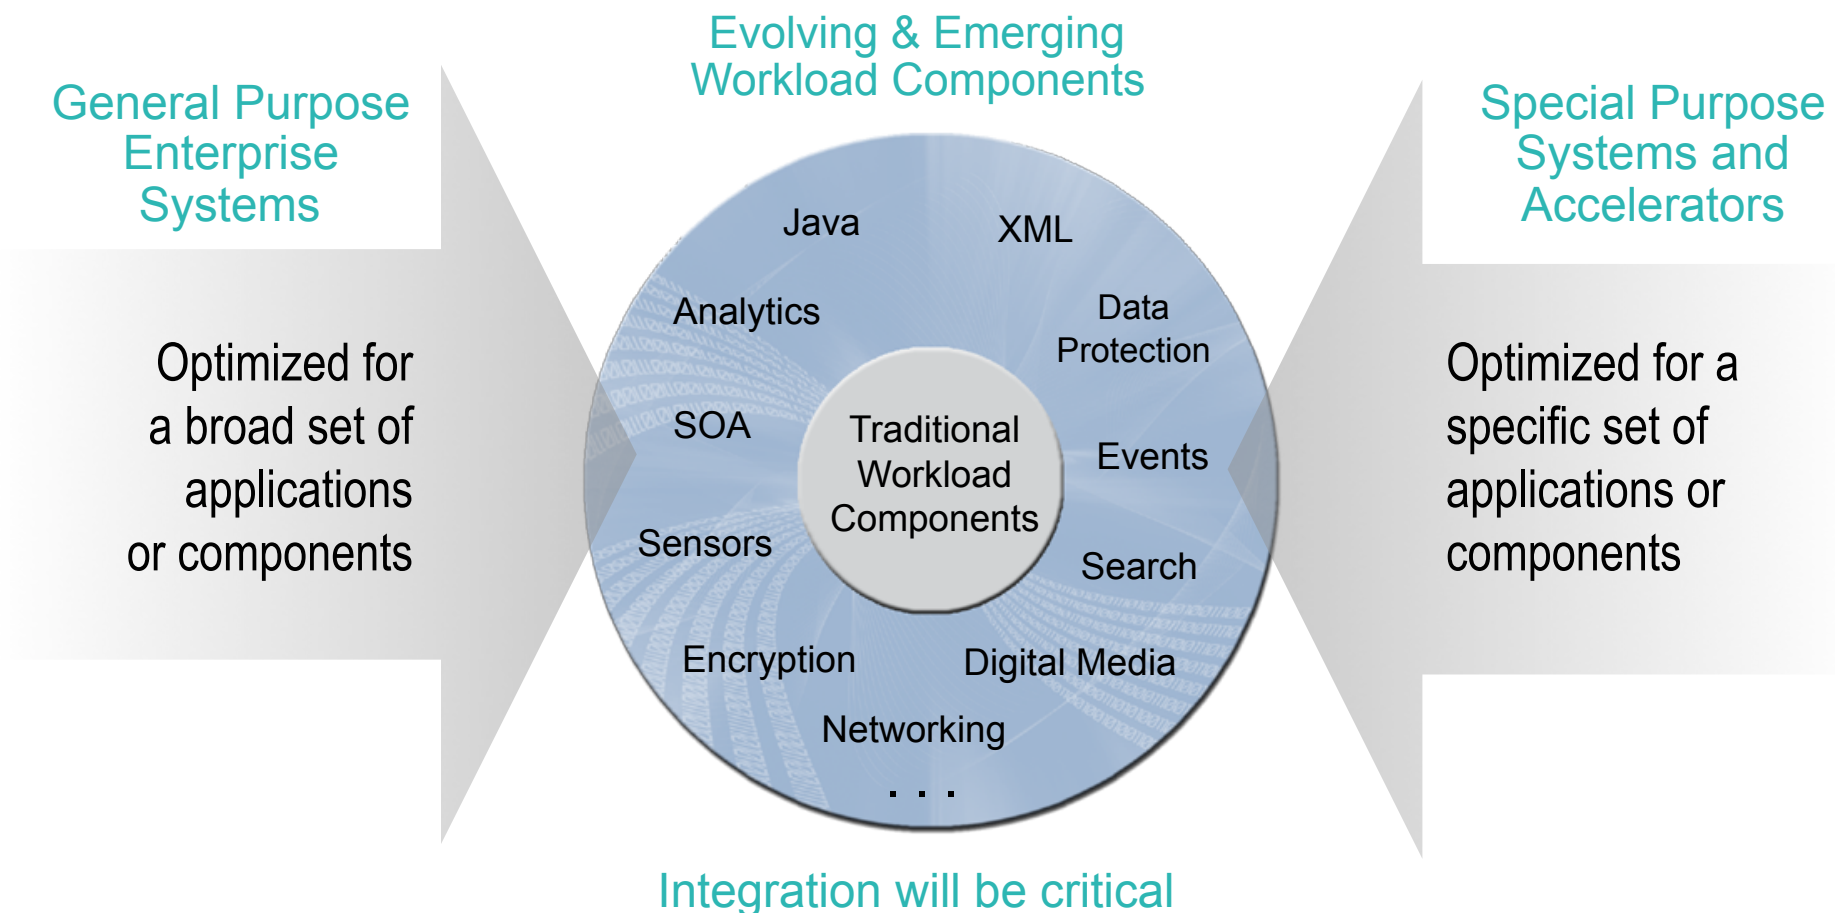 Evolving & Emerging
Workload Components
General Purpose
Enterprise
Systems
Optimized for
a broad set of
applications
or components
Java
XML
Analytics
Data
Protection
SOA
Traditional
Workload
Components
Events
Sensors
Search
Encryption
Digital Media
Networking
. . .
Special Purpose
Systems and
Accelerators
Optimized for a
specific set of
applications or
components
Integration will be critical